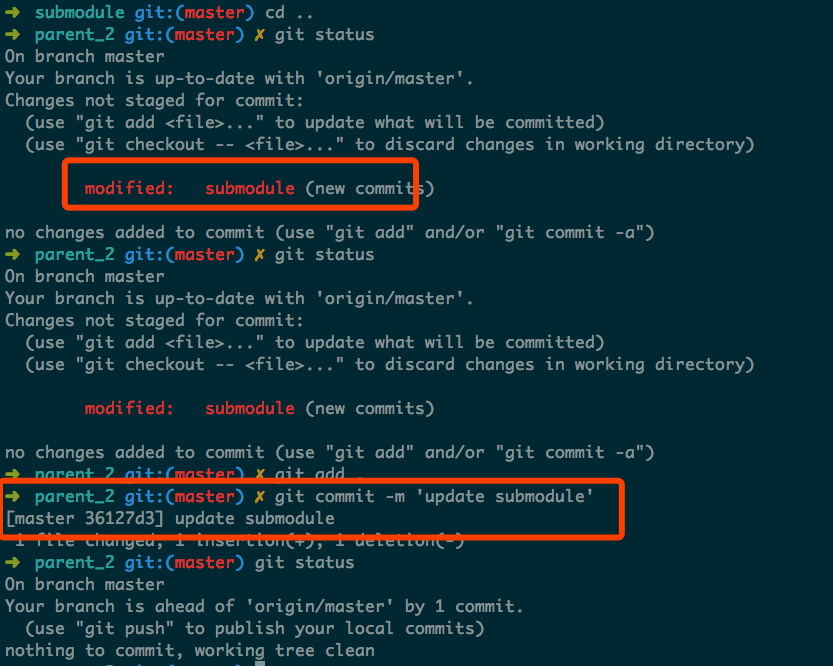 ➜ submodule git:(master) cd ..
➜ parent_2 git:(master) ✗ git status
On branch master
Your branch is up-to-date with 'origin/master'.
Changes not staged for commit:
(use "git add <file>..." to update what will be committed)
(use "git checkout -- <file>..." to discard changes in working directory)
modified: submodule (new commits)
no changes added to commit (use "git add" and/or "git commit -a")
➜ parent_2 git:(master) ✗ git status
On branch master
Your branch is up-to-date with 'origin/master'.
Changes not staged for commit:
(use "git add <file>..." to update what will be committed)
(use "git checkout -- <file>..." to discard changes in working directory)
modified: submodule (new commits)
no changes added to commit (use "git add" and/or "git commit -a")
➜ parent_2 git:(master) ✗ git add .
➜ parent_2 git:(master) ✗ git commit -m 'update submodule'
[master 36127d3] update submodule
1 file changed, 1 insertion(+), 1 deletion(-)
➜ parent_2 git:(master) git status
On branch master
Your branch is ahead of 'origin/master' by 1 commit.
(use "git push" to publish your local commits)
nothing to commit, working tree clean